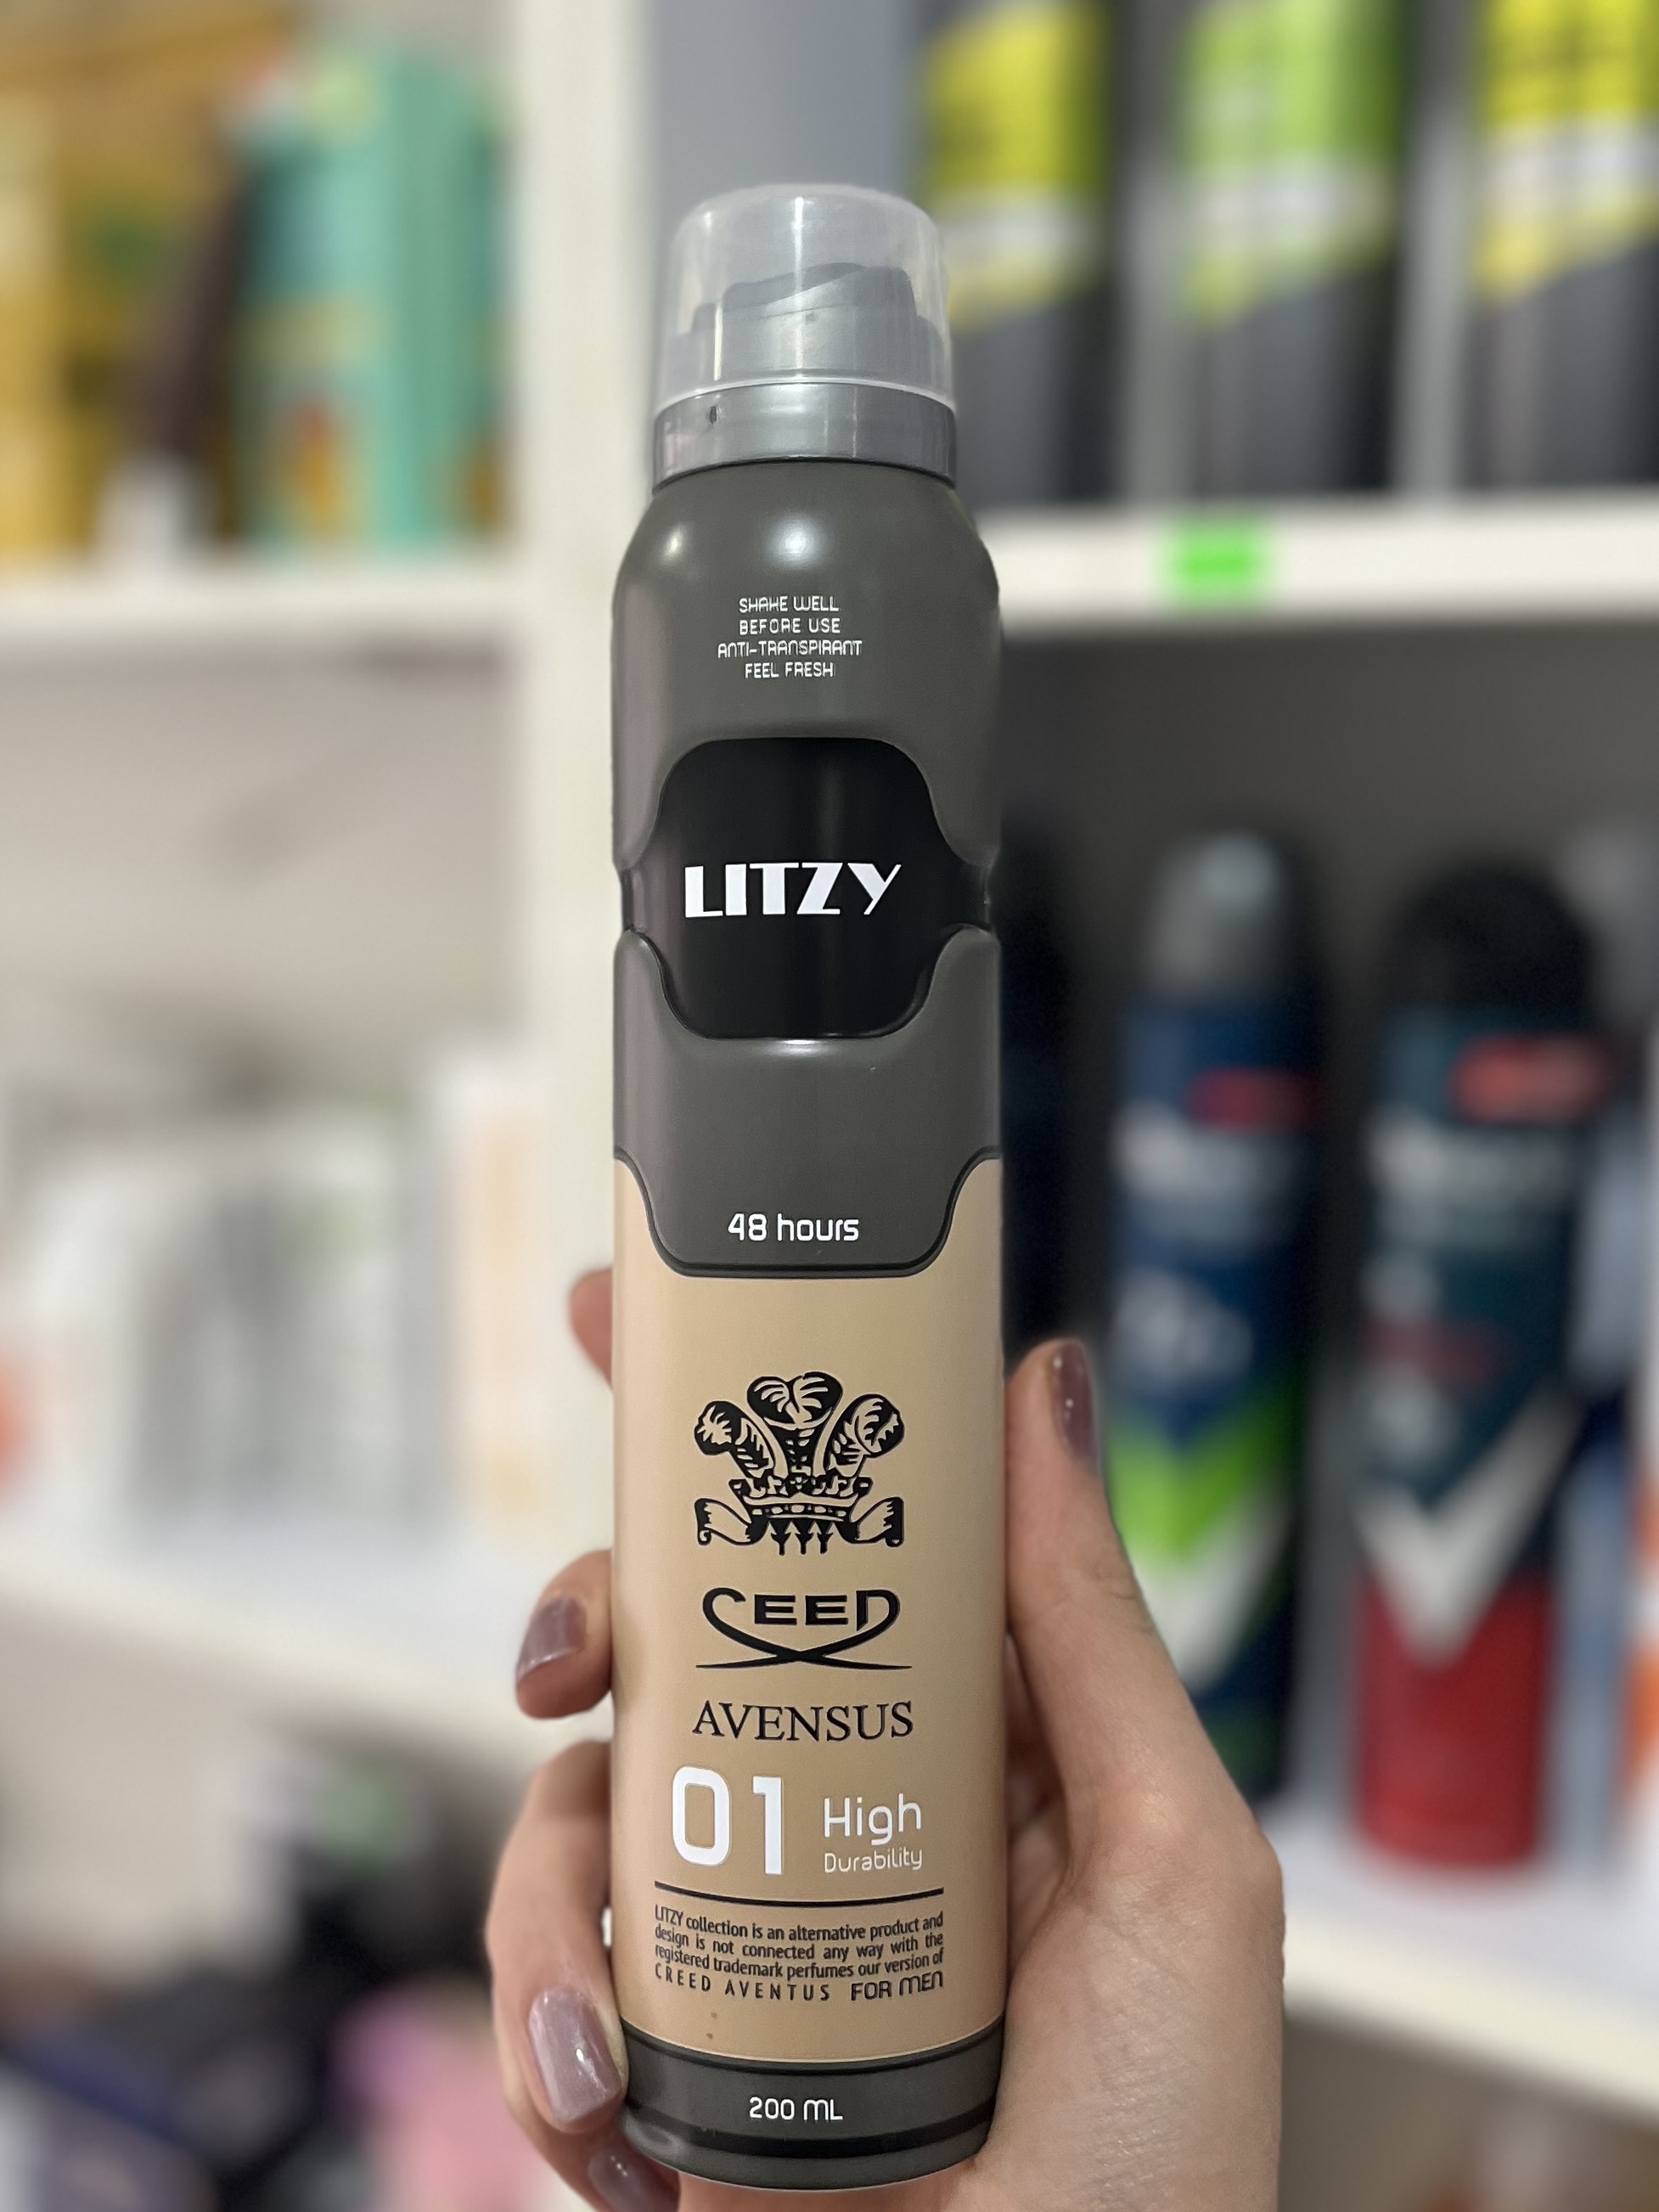 SHAKE WELL
BEFORE USE
ANTI-TRANSPIRANT
FEEL FRESH
LITZY
48 hours
CEED
AVENSUS
01 High
Durability
LITZY collection is an alternative product and
design is not connected any way with the
registered trademark perfumes our version of
CREED AVENTUS FOR MEN
200 ML